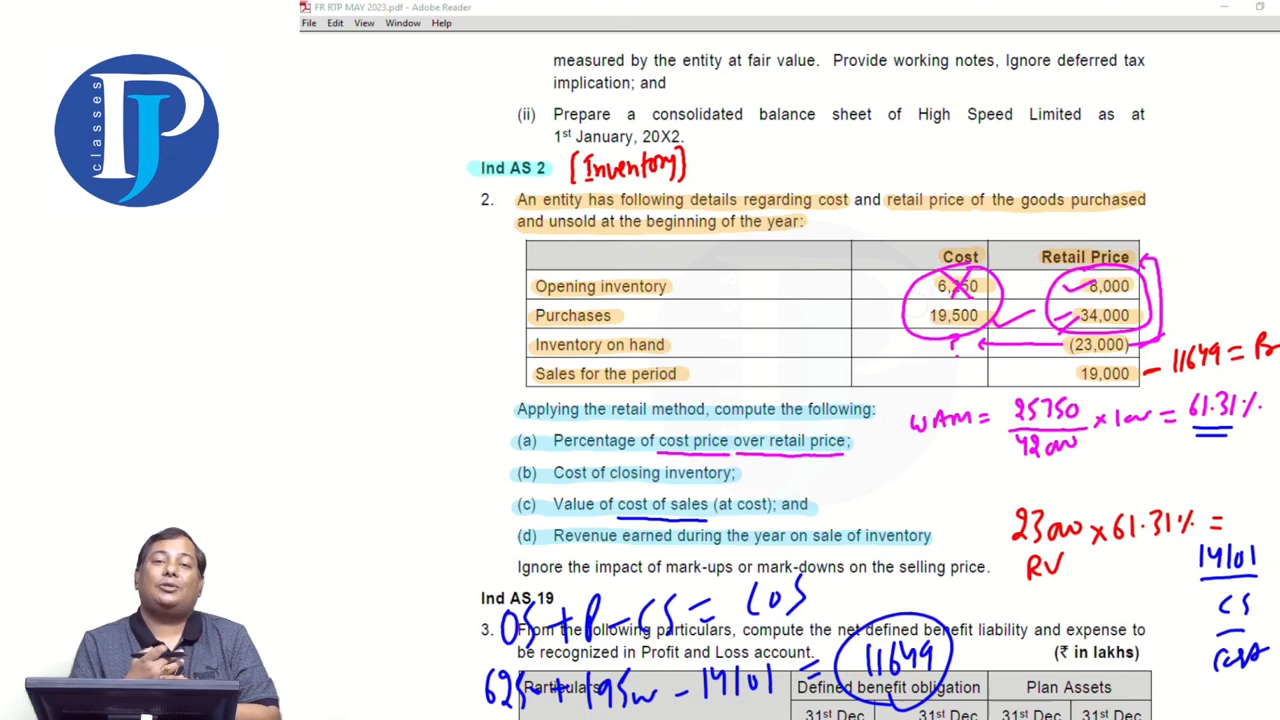 FR RTP MAY 2023.pdf - Adobe Reader
File Edit View Window Help
classes
PJ
measured by the entity at fair value. Provide working notes, Ignore deferred tax
implication; and
(ii) Prepare a consolidated balance sheet of High Speed Limited as at
1st January, 20X2.
Ind AS 2 [Inventory]
2. An entity has following details regarding cost and retail price of the goods purchased
and unsold at the beginning of the year:
Cost Retail Price
Opening inventory 6,250 8,000
Purchases 19,500 34,000
Inventory on hand ? (23,000)
Sales for the period 19,000 - 11649 =
Applying the retail method, compute the following:
WAM = 25750 / 42000 × 100 = 61.31%
(a) Percentage of cost price over retail price;
(b) Cost of closing inventory;
(c) Value of cost of sales (at cost); and
23000 × 61.31% =
RV
14101
CS
Cost
(d) Revenue earned during the year on sale of inventory
Ignore the impact of mark-ups or mark-downs on the selling price.
Ind AS 19
OS + P - CS = COS
3. From the following particulars, compute the net defined benefit liability and expense to
be recognized in Profit and Loss account. (₹ in lakhs)
6250 + 19500 - 14101 = 11649
Particulars Defined benefit obligation Plan Assets
31st Dec 31st Dec 31st Dec 31st Dec